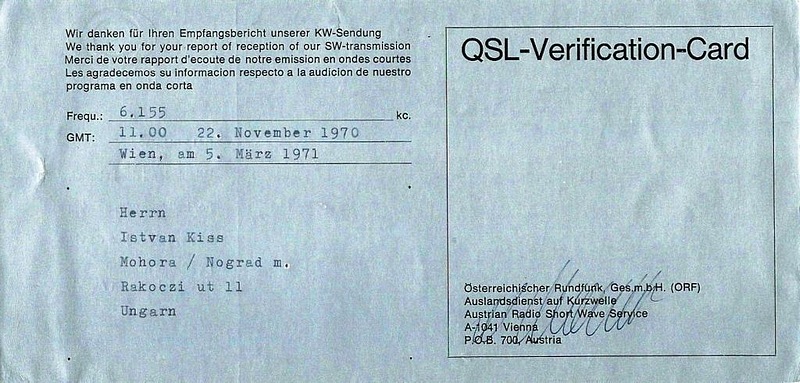 Wir danken für Ihren Empfangsbericht unserer KW-Sendung
We thank you for your report of reception of our SW-transmission
Merci de votre rapport d'ecoute de notre emission en ondes courtes
Les agradecemos su informacion respecto a la audicion de nuestro
programa en onda corta
Frequ.: 6.155 kc.
GMT: 11.00 22. November 1970
Wien, am 5. März 1971
Herrn
Istvan Kiss
Mohora / Nograd m.
Rakoczi ut 11
Ungarn
QSL-Verification-Card
Österreichischer Rundfunk, Ges.m.b.H. (ORF)
Auslandsdienst auf Kurzwelle
Austrian Radio Short Wave Service
A-1041 Vienna
P.O.B. 700, Austria